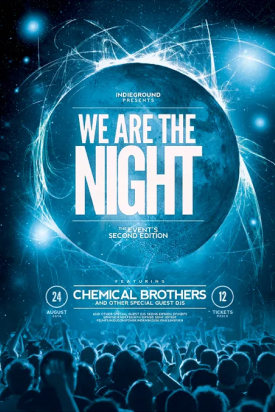 INDIEGROUND
PRESENTS
WE ARE THE
NIGHT
THE EVENT'S
SECOND EDITION
FEATURING
24
AUGUST
CHEMICAL BROTHERS
AND OTHER SPECIAL GUEST DJS
12
TICKETS